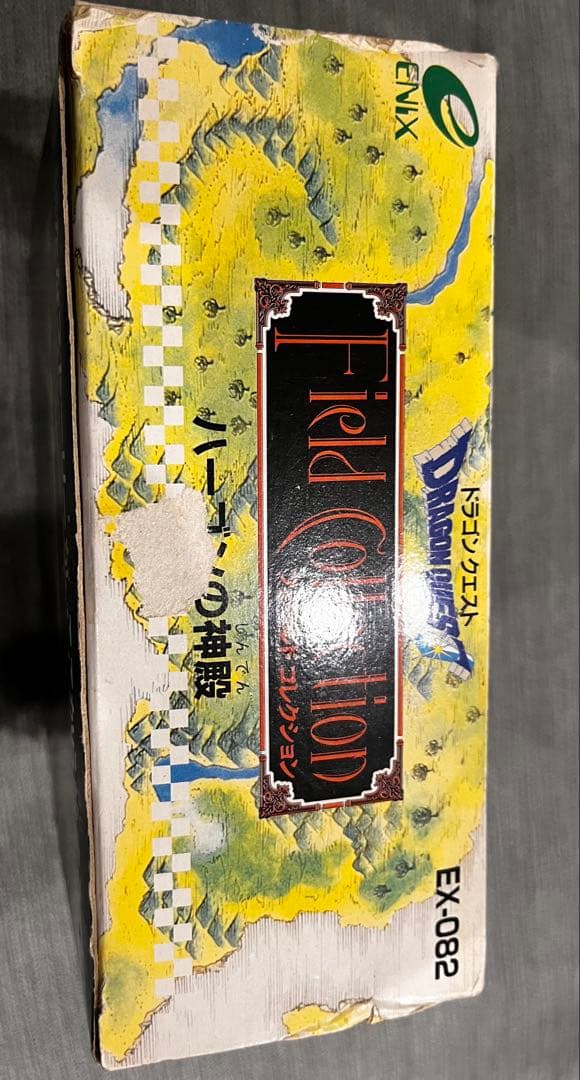 ENIX
ドラゴンクエスト
DRAGON QUEST
EX-082
Field Collection
ドコレクション
ハーゴンの神殿
しんでん